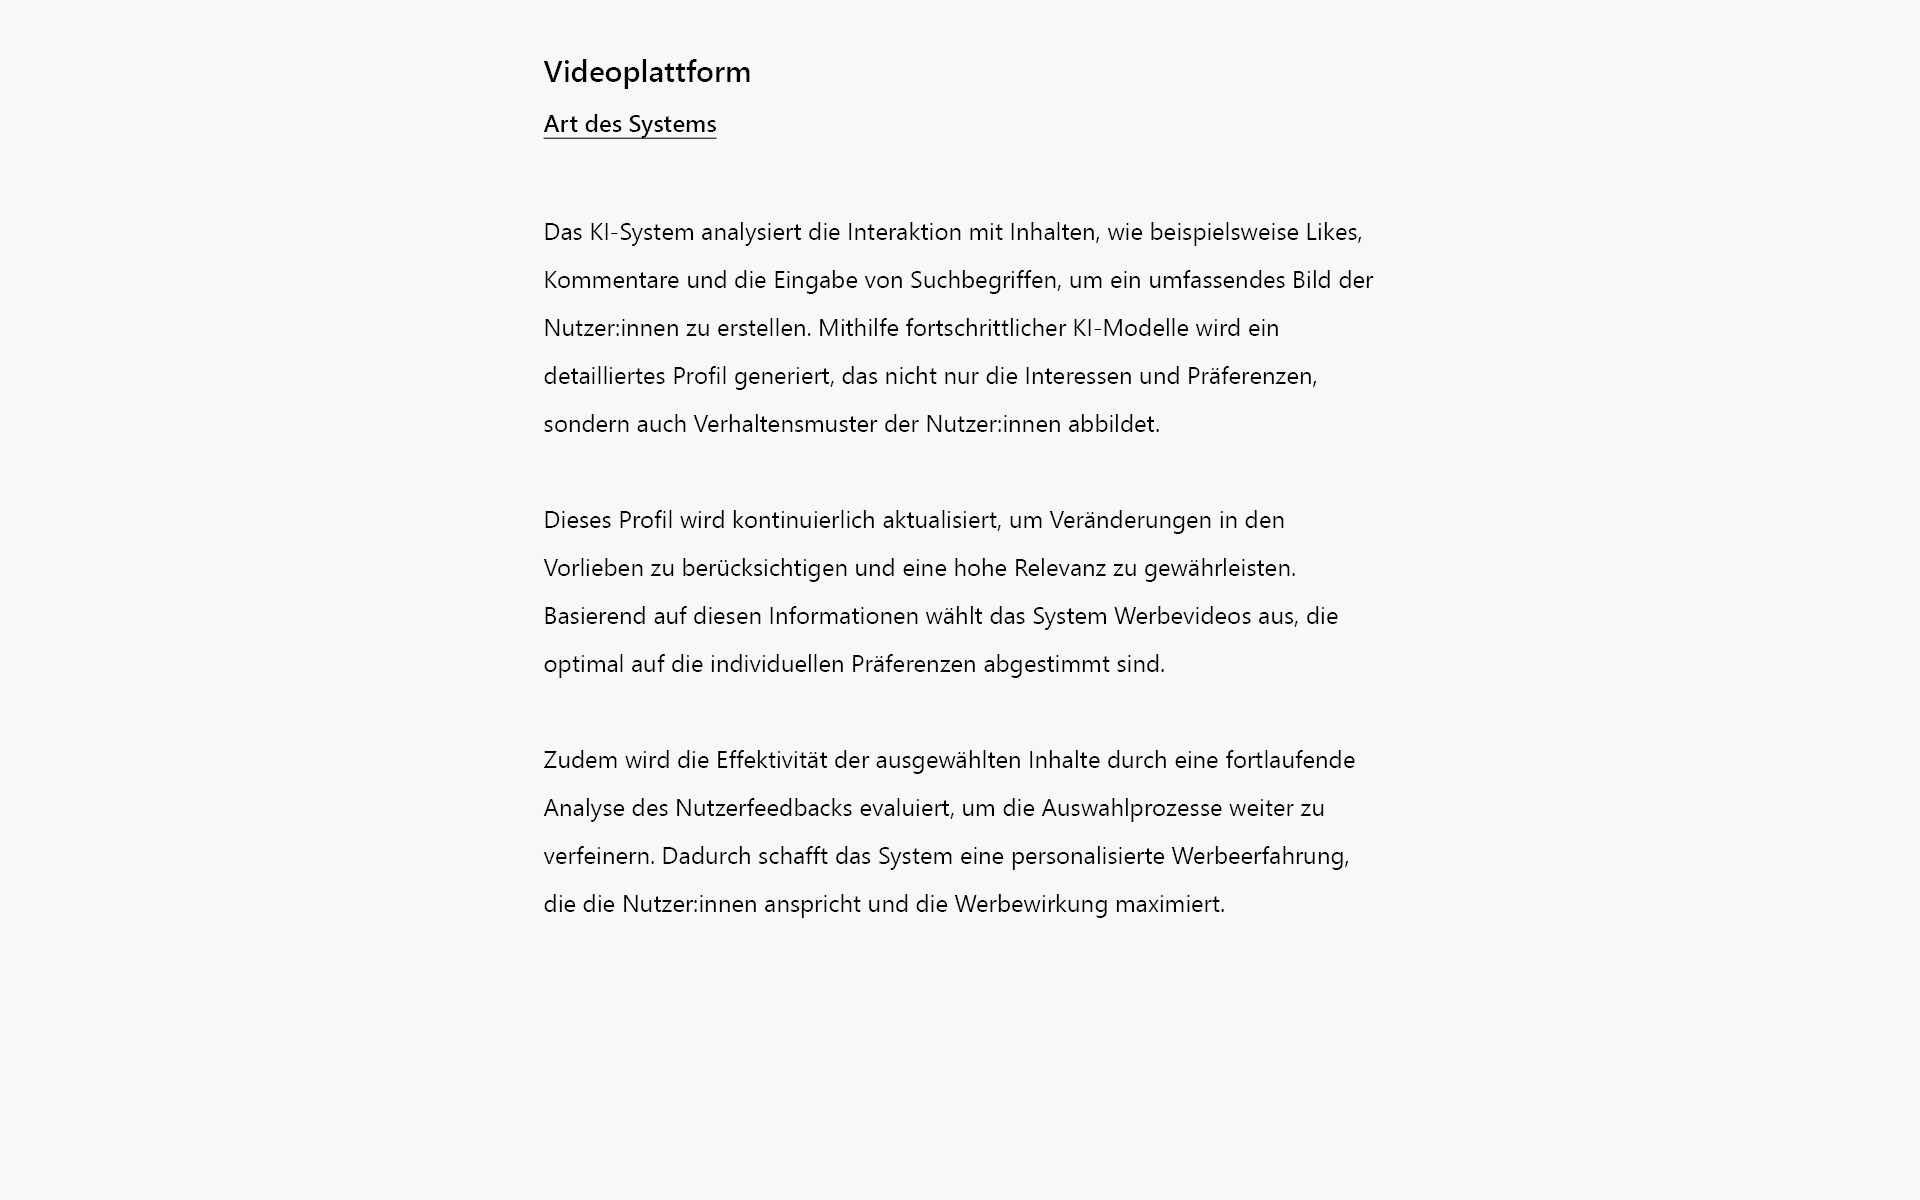 Videoplattform
Art des Systems
Das KI-System analysiert die Interaktion mit Inhalten, wie beispielsweise Likes,
Kommentare und die Eingabe von Suchbegriffen, um ein umfassendes Bild der
Nutzer:innen zu erstellen. Mithilfe fortschrittlicher KI-Modelle wird ein
detailliertes Profil generiert, das nicht nur die Interessen und Präferenzen,
sondern auch Verhaltensmuster der Nutzer:innen abbildet.
Dieses Profil wird kontinuierlich aktualisiert, um Veränderungen in den
Vorlieben zu berücksichtigen und eine hohe Relevanz zu gewährleisten.
Basierend auf diesen Informationen wählt das System Werbevideos aus, die
optimal auf die individuellen Präferenzen abgestimmt sind.
Zudem wird die Effektivität der ausgewählten Inhalte durch eine fortlaufende
Analyse des Nutzerfeedbacks evaluiert, um die Auswahlprozesse weiter zu
verfeinern. Dadurch schafft das System eine personalisierte Werbeerfahrung,
die die Nutzer:innen anspricht und die Werbewirkung maximiert.